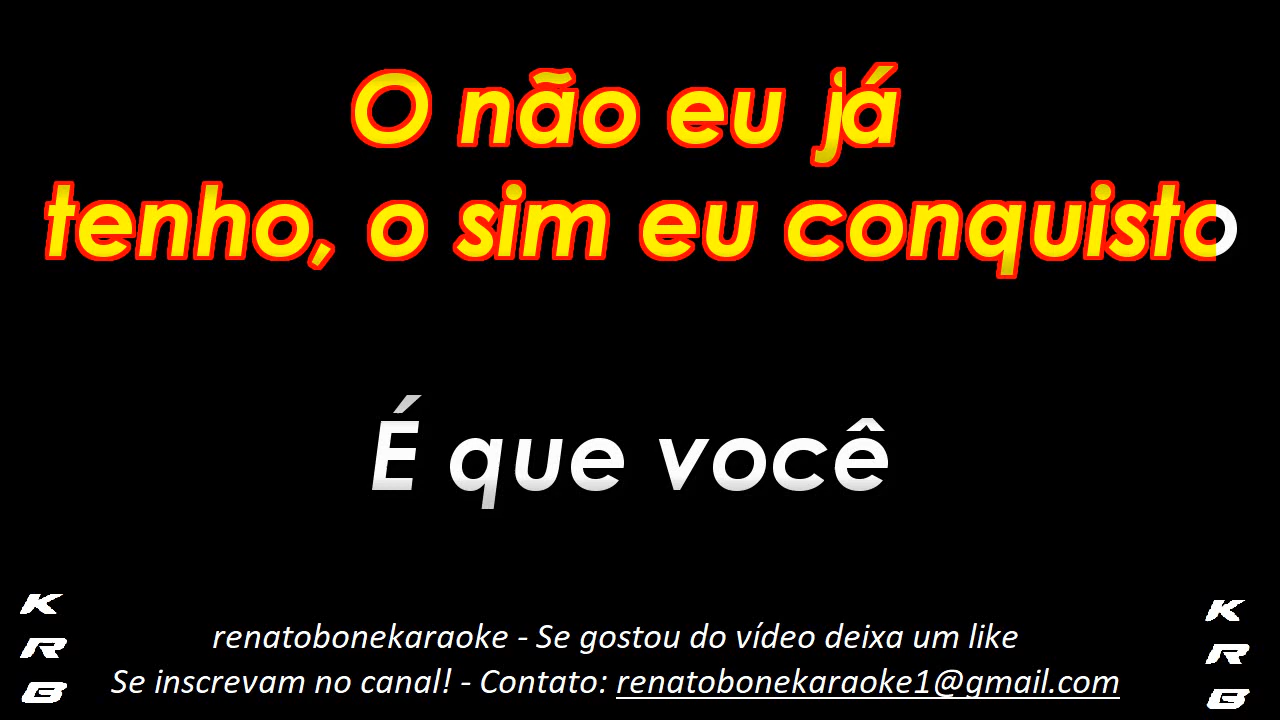 O não eu já
tenho, o sim eu conquisto
É que você
K
R
B
renatobonekaraoke - Se gostou do vídeo deixa um like
Se inscrevam no canal! - Contato: renatobonekaraoke1@gmail.com
K
R
B